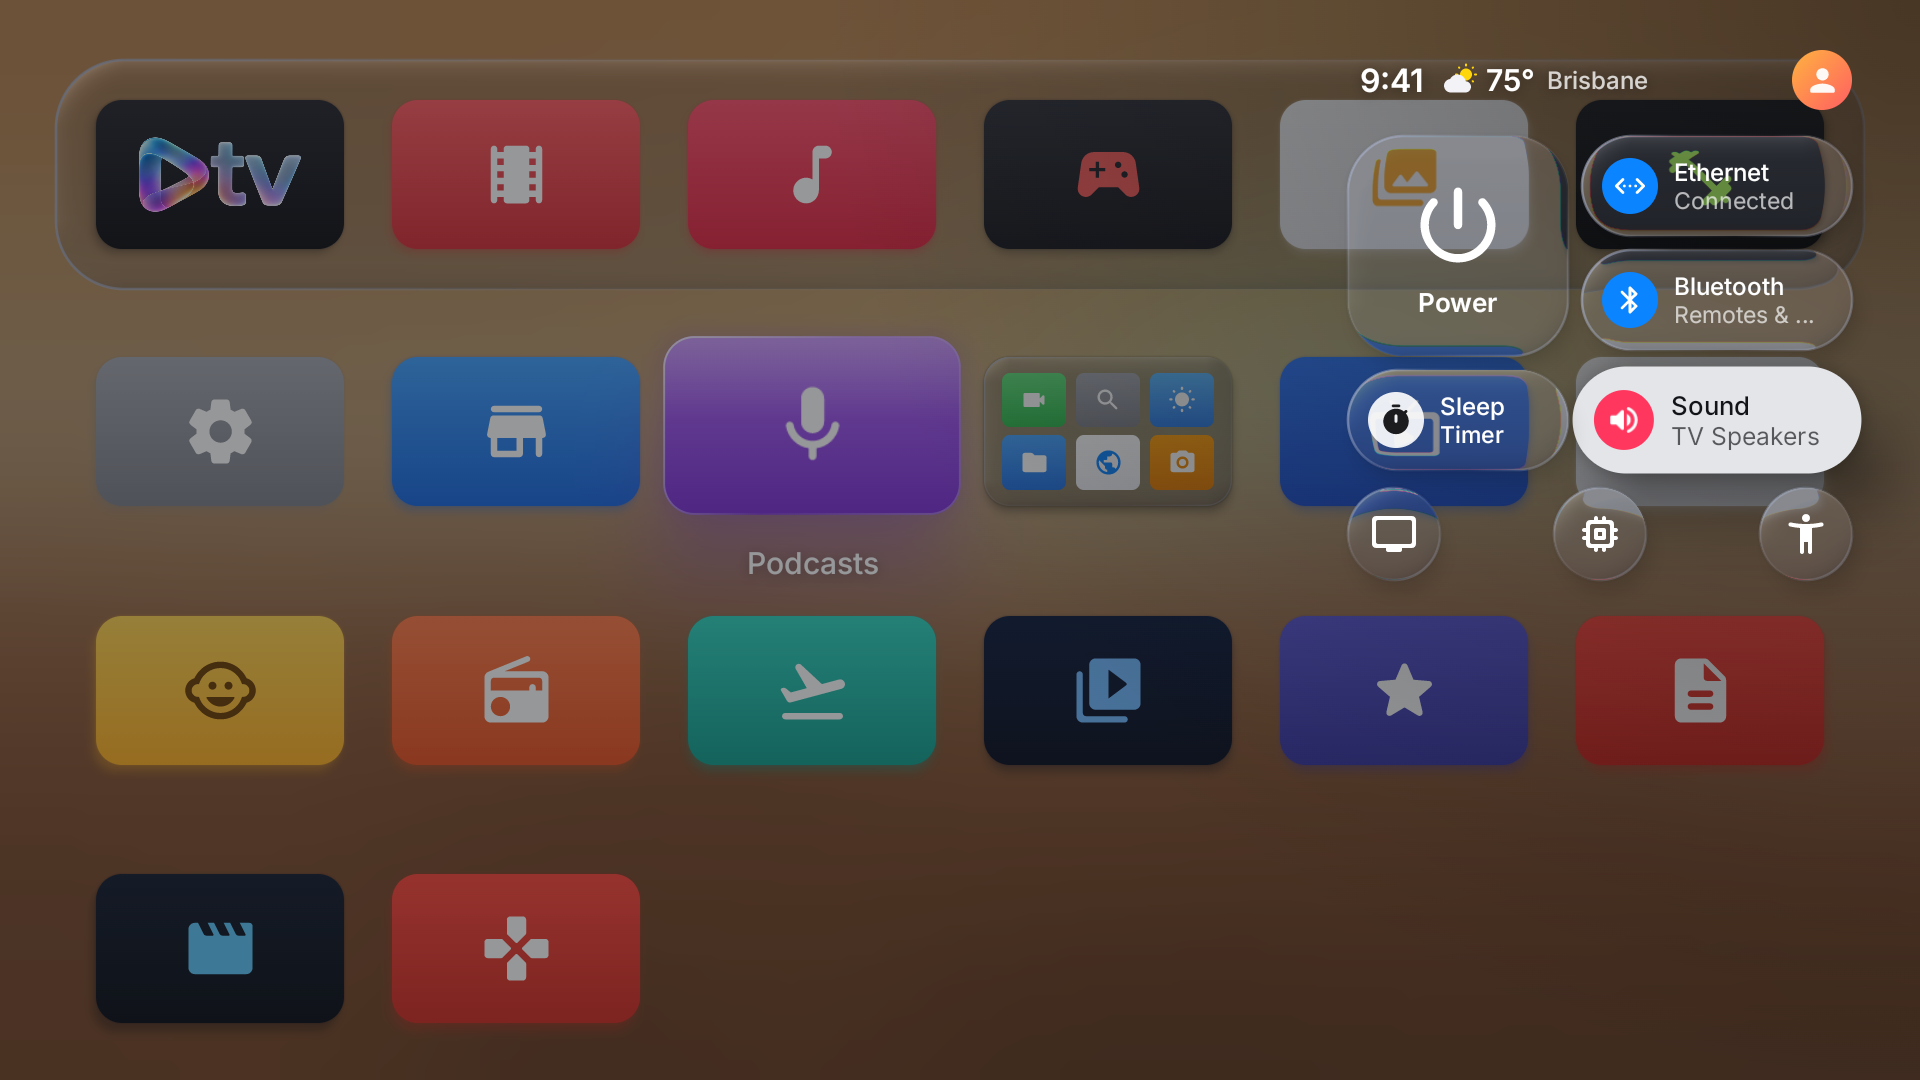 9:41 75° Brisbane
tv
Ethernet
Connected
Power
Bluetooth
Remotes & ...
Sleep
Timer
Sound
TV Speakers
Podcasts